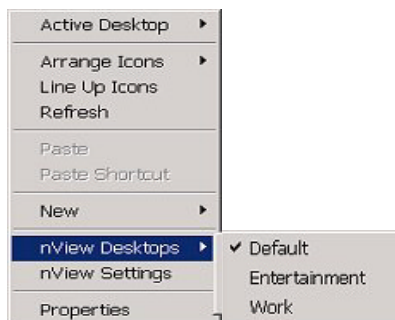 Active Desktop
Arrange Icons
Line Up Icons
Refresh
Paste
Paste Shortcut
New
nView Desktops
nView Settings
Properties
Default
Entertainment
Work